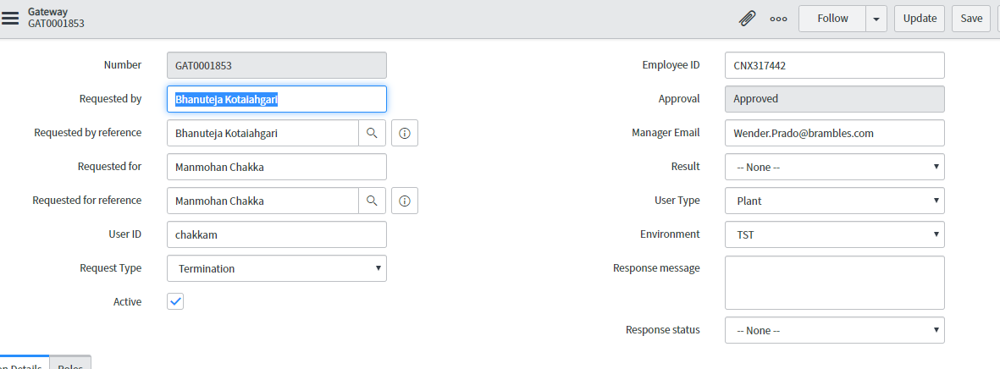 Gateway
GAT0001853
Follow
Update
Save
Number GAT0001853
Requested by Bhanuteja Kotaiahgari
Requested by reference Bhanuteja Kotaiahgari
Requested for Manmohan Chakka
Requested for reference Manmohan Chakka
User ID chakkam
Request Type Termination
Active
Employee ID CNX317442
Approval Approved
Manager Email Wender.Prado@brambles.com
Result -- None --
User Type Plant
Environment TST
Response message
Response status -- None --
Details
Roles